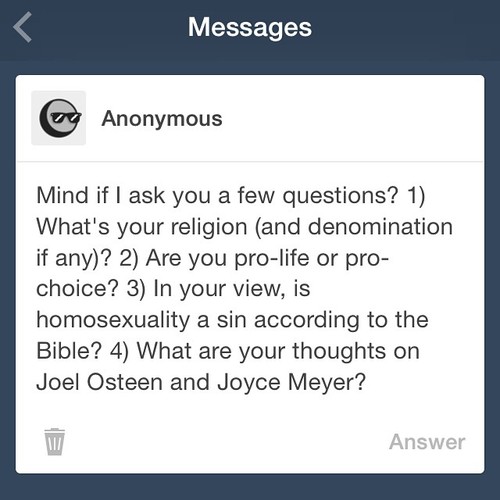 Messages
Anonymous
Mind if I ask you a few questions? 1)
What's your religion (and denomination
if any)? 2) Are you pro-life or pro-
choice? 3) In your view, is
homosexuality a sin according to the
Bible? 4) What are your thoughts on
Joel Osteen and Joyce Meyer?
Answer